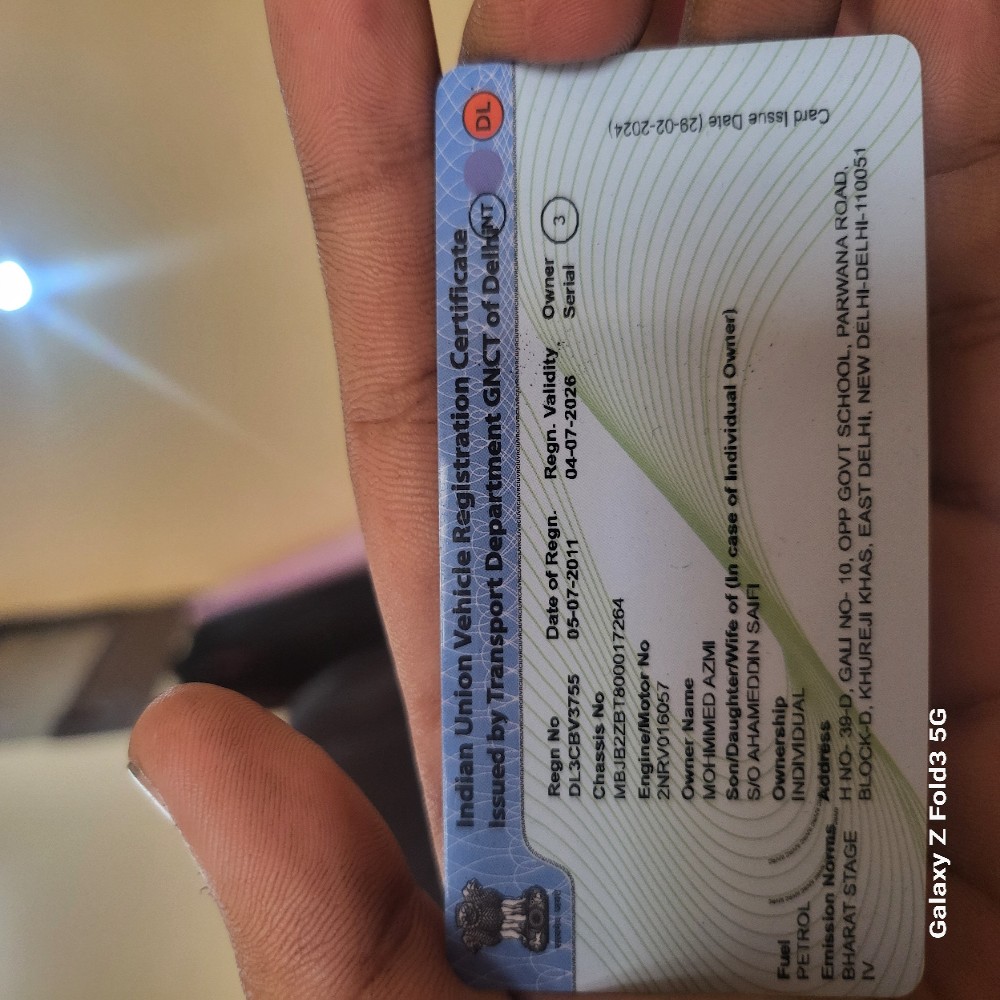 Indian Union Vehicle Registration Certificate
Issued by Transport Department GNCT of Delhi
NT
DL
Regn No Date of Regn. Regn. Validity Owner Serial
DL3CBV3755 05-07-2011 04-07-2026 3
Chassis No
MBJB2ZBT800017264
Engine/Motor No
2NRV016057
Owner Name
MOHMMED AZMI
Son/Daughter/Wife of (In case of Individual Owner)
S/O AHAMEDDIN SAIFI
Ownership
INDIVIDUAL
Fuel
PETROL
Emission Norms
BHARAT STAGE
IV
Address
H NO- 39-D, GALI NO- 10, OPP GOVT SCHOOL, PARWANA ROAD,
BLOCK-D, KHUREJI KHAS, EAST DELHI, NEW DELHI-DELHI-110051
Card Issue Date (29-02-2024)
Galaxy Z Fold3 5G